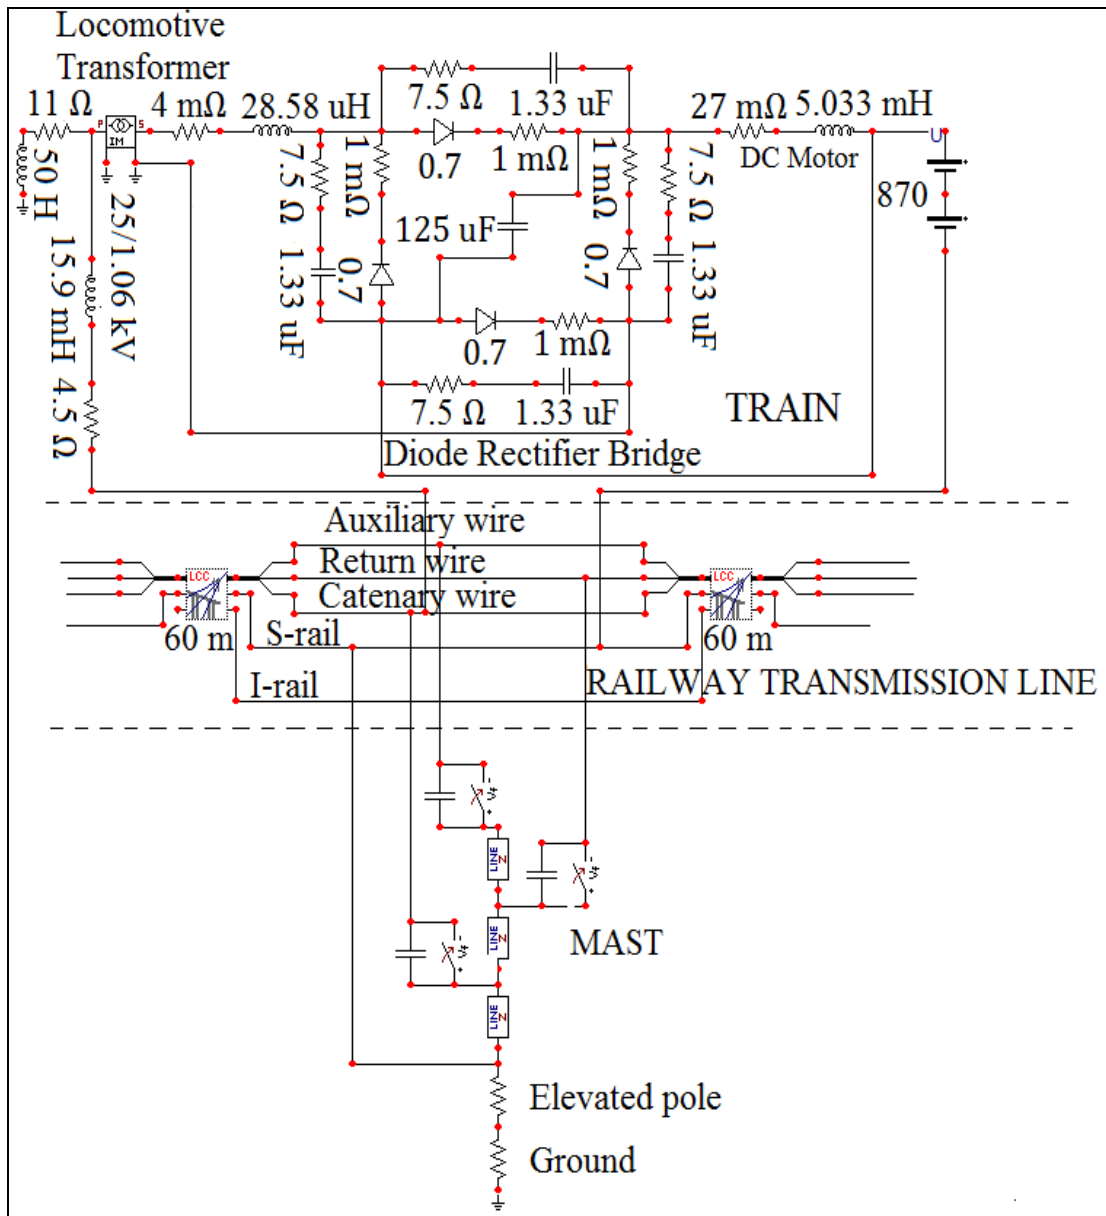 Locomotive
Transformer
11 Ω
4 mΩ
28.58 uH
7.5 Ω
1.33 uF
27 mΩ
5.033 mH
P
S
IM
U
50 H
0.7
1 mΩ
DC Motor
7.5 Ω
1 mΩ
1 mΩ
7.5 Ω
870
125 uF
15.9 mH
25/1.06 kV
1.33 uF
0.7
0.7
1.33 uF
0.7
1 mΩ
4.5 Ω
7.5 Ω
1.33 uF
TRAIN
Diode Rectifier Bridge
Auxiliary wire
Return wire
Catenary wire
LCC
LCC
60 m
S-rail
60 m
I-rail
RAILWAY TRANSMISSION LINE
Vf
LINE Z
Vf
LINE Z
MAST
Vf
LINE Z
Elevated pole
Ground